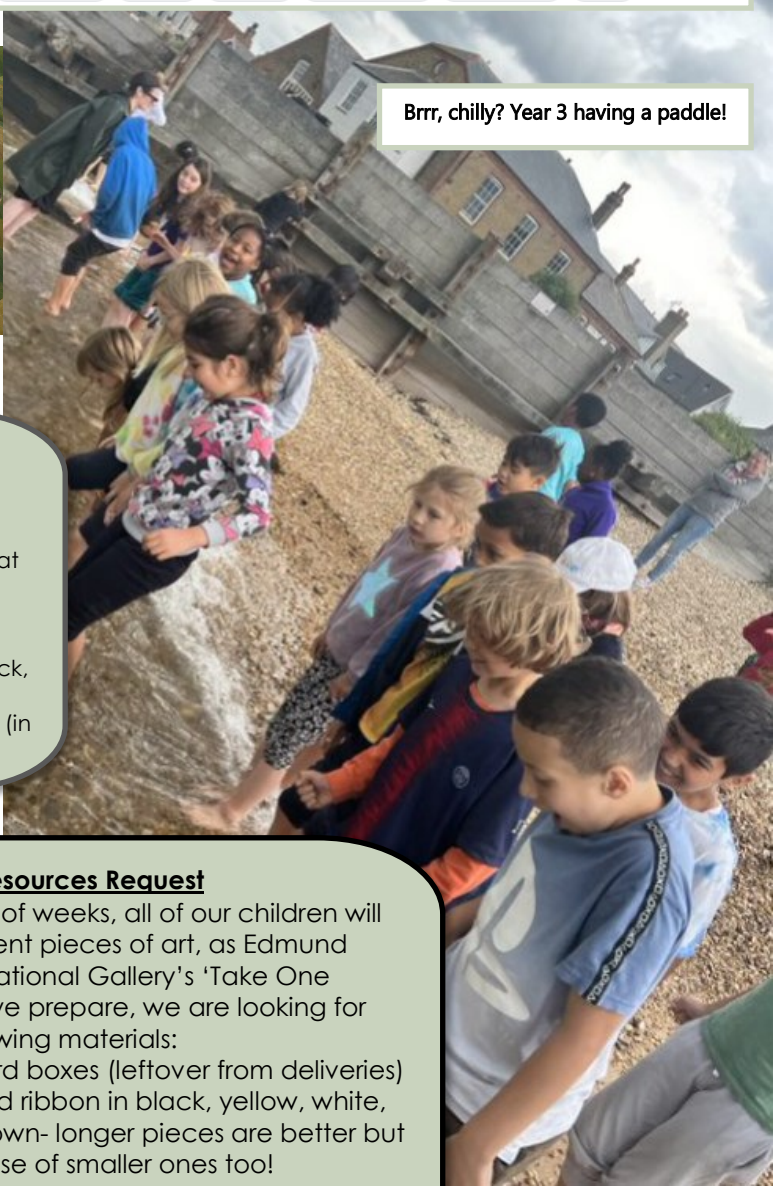 Brrr, chilly? Year 3 having a paddle!
at
ck,
(in
esources Request
of weeks, all of our children will
ent pieces of art, as Edmund
ational Gallery's 'Take One
ve prepare, we are looking for
wing materials:
rd boxes (leftover from deliveries)
d ribbon in black, yellow, white,
own- longer pieces are better but
se of smaller ones too!